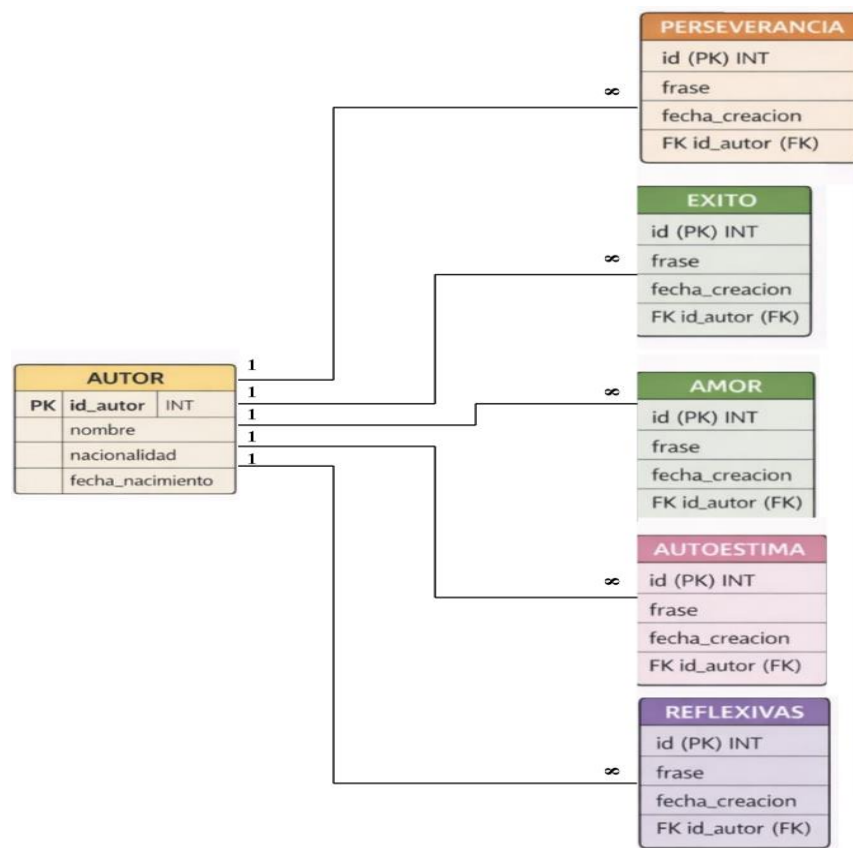 PERSEVERANCIA
id (PK) INT
frase
fecha_creacion
FK id_autor (FK)
∞
EXITO
id (PK) INT
frase
fecha_creacion
FK id_autor (FK)
∞
AUTOR
PK id_autor INT
nombre
nacionalidad
fecha_nacimiento
1
1
1
1
1
AMOR
id (PK) INT
frase
fecha_creacion
FK id_autor (FK)
∞
AUTOESTIMA
id (PK) INT
frase
fecha_creacion
FK id_autor (FK)
∞
REFLEXIVAS
id (PK) INT
frase
fecha_creacion
FK id_autor (FK)
∞